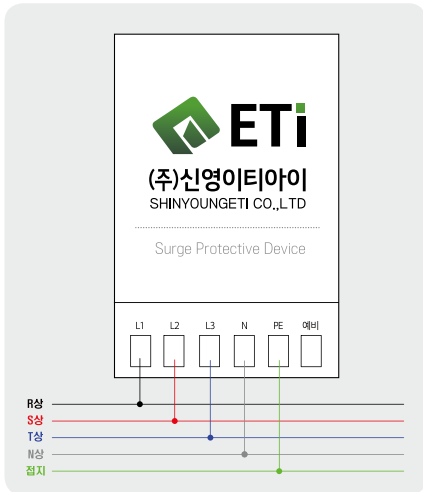 ETi
(주)신영이티아이
SHINYOUNGETI CO.,LTD
Surge Protective Device
L1 L2 L3 N PE 예비
R상
S상
T상
N상
접지